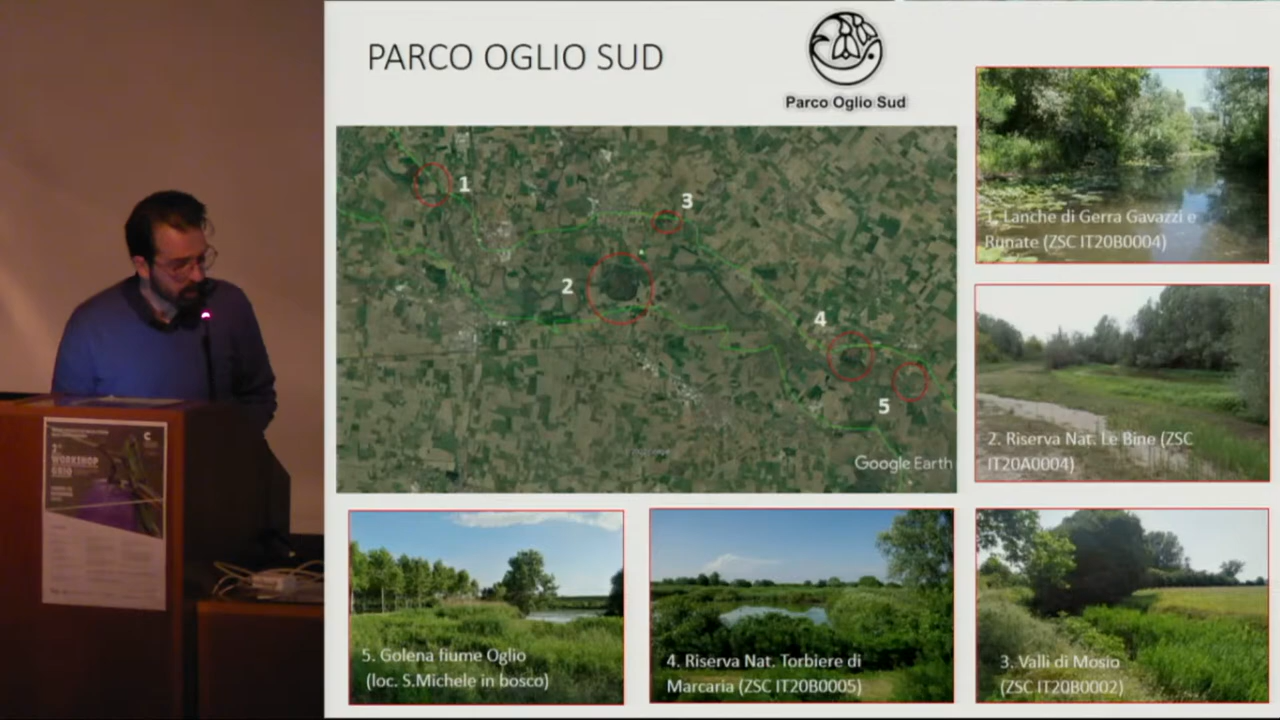 PARCO OGLIO SUD
Parco Oglio Sud
1
2
3
4
5
Google Earth
1. Lanche di Gerra Gavazzi e
Runate (ZSC IT20B0004)
2. Riserva Nat. Le Bine (ZSC
IT20A0004)
5. Golena fiume Oglio
(loc. S.Michele in bosco)
4. Riserva Nat. Torbiere di
Marcaria (ZSC IT20B0005)
3. Valli di Mosio
(ZSC IT20B0002)
WORKSHOP